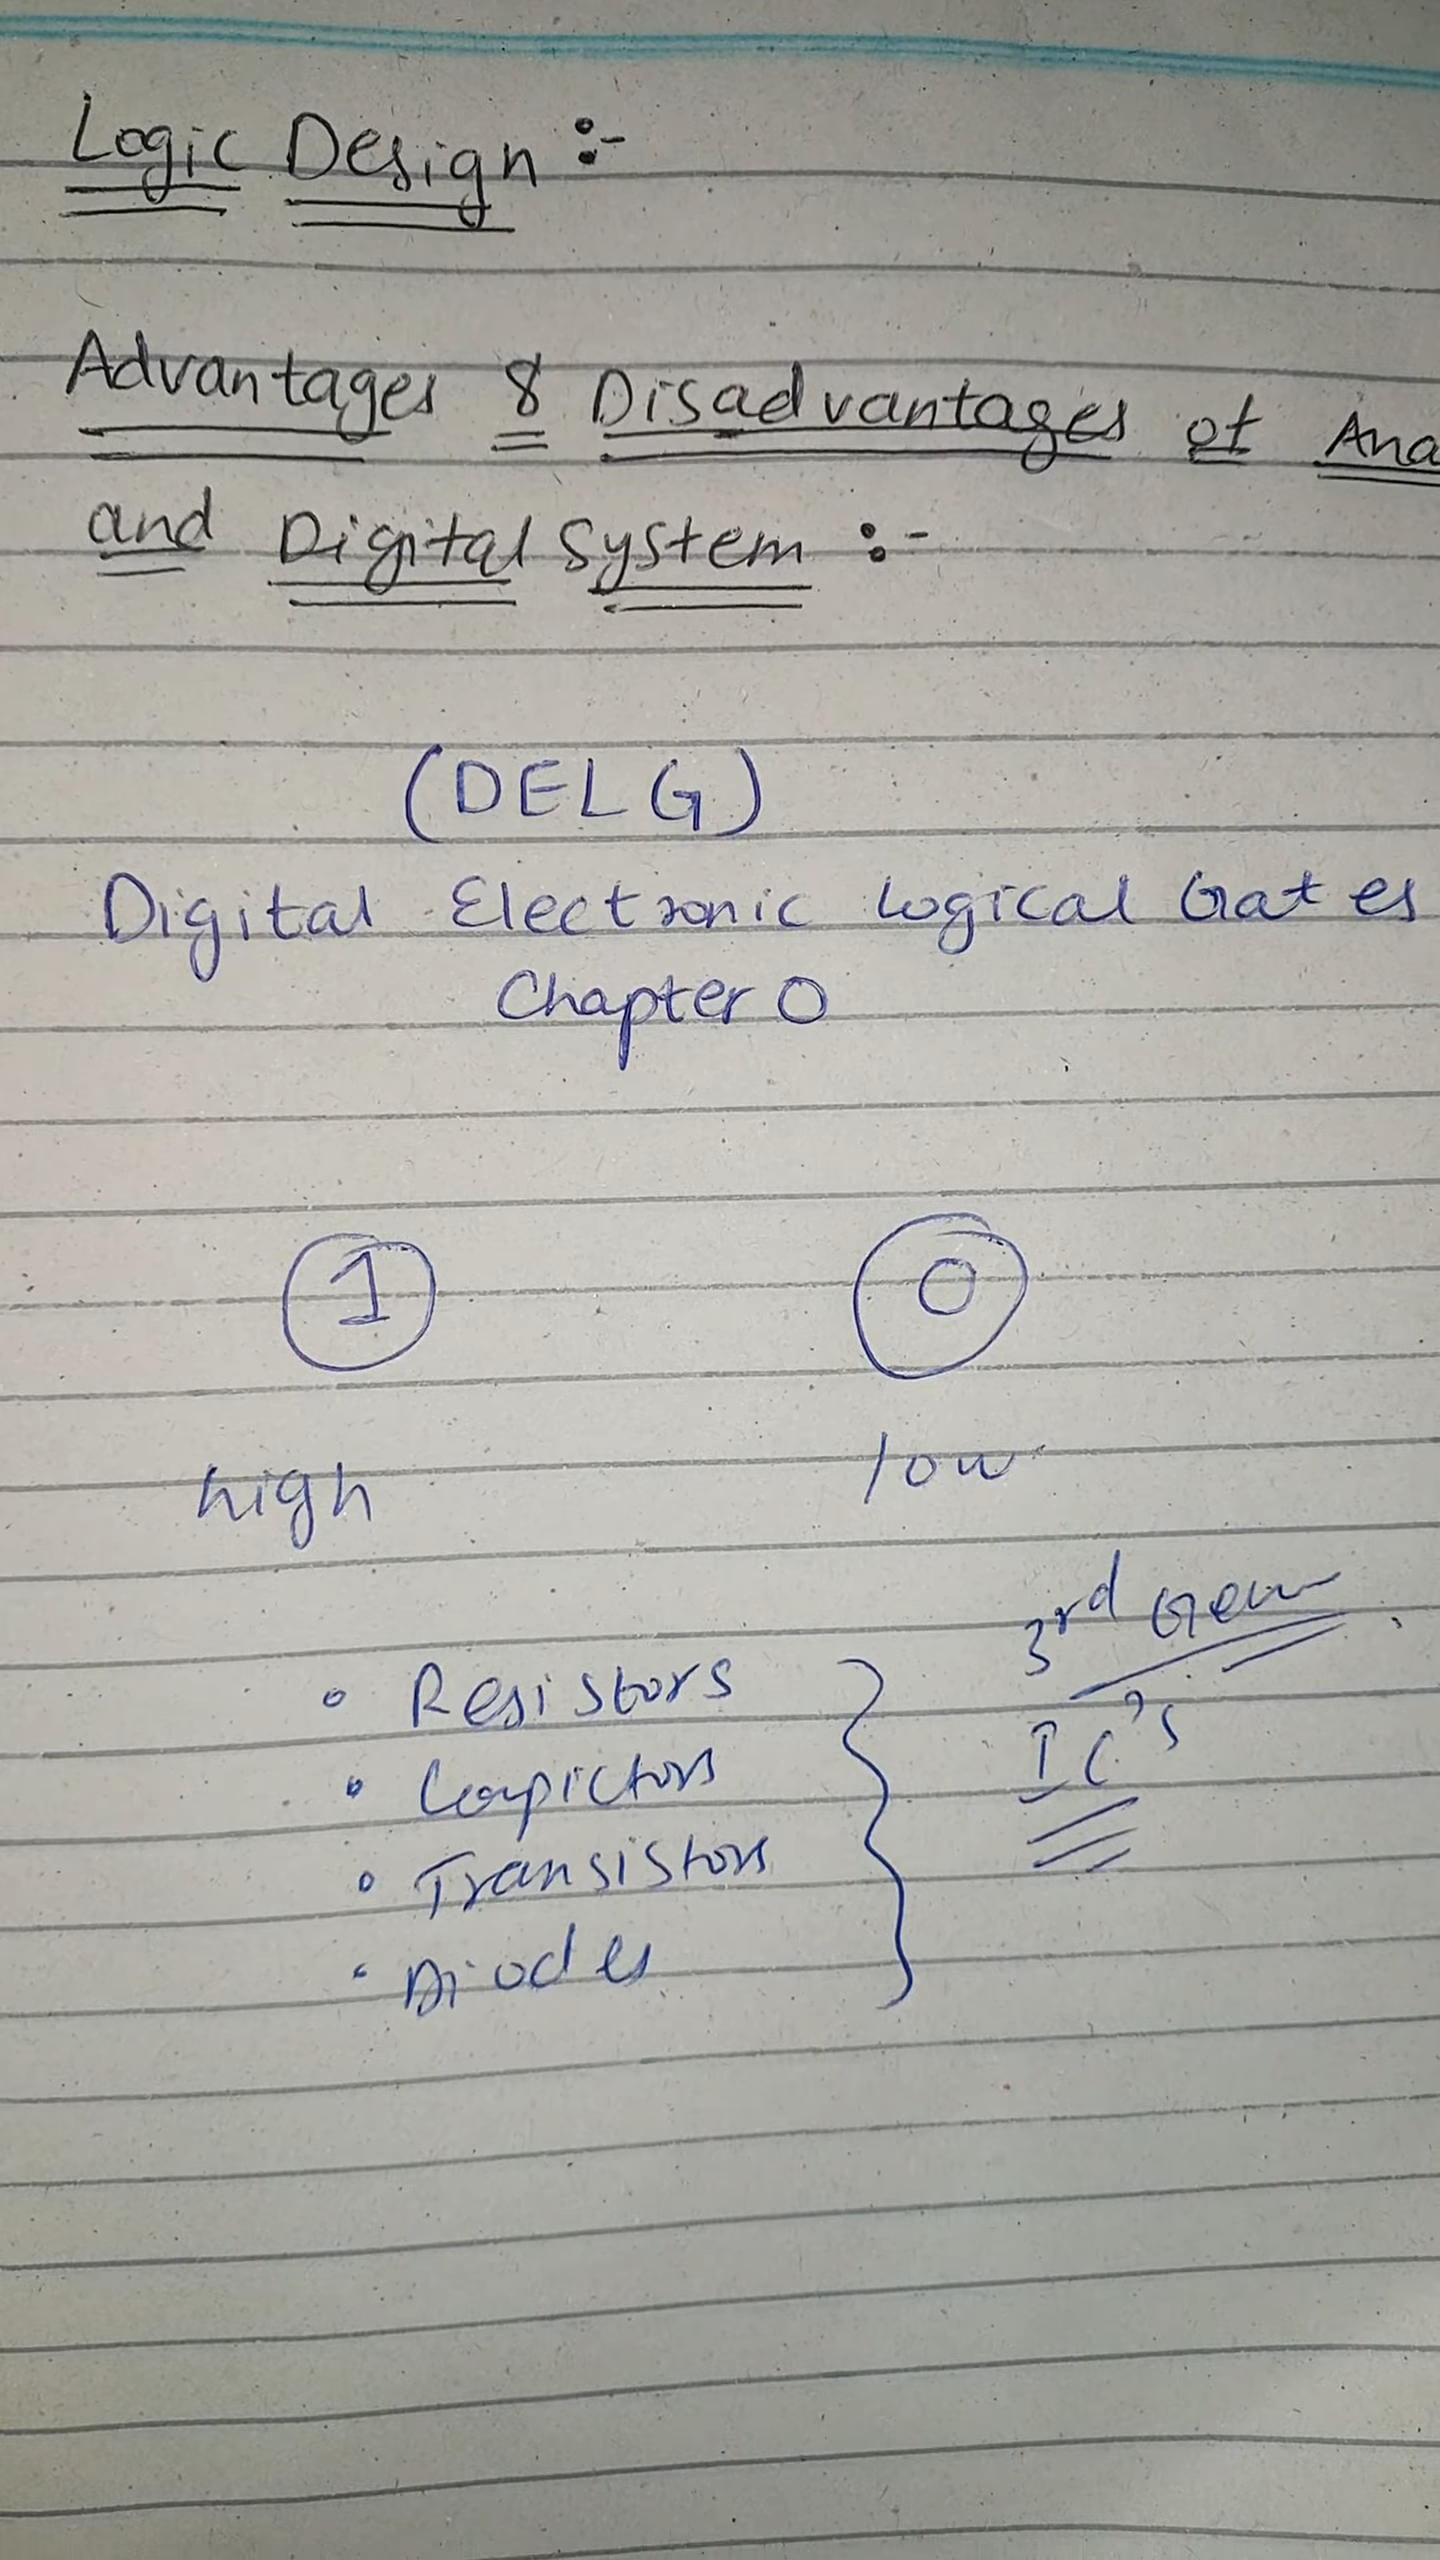 Logic Design :-
Advantages & Disadvantages of Ana
and Digital System :-
(DELG)
Digital Electronic Logical Gates
Chapter 0
1 0
high low
3rd Gen
• Resistors
IC's
• Capictors
• Transistors
• Diodes